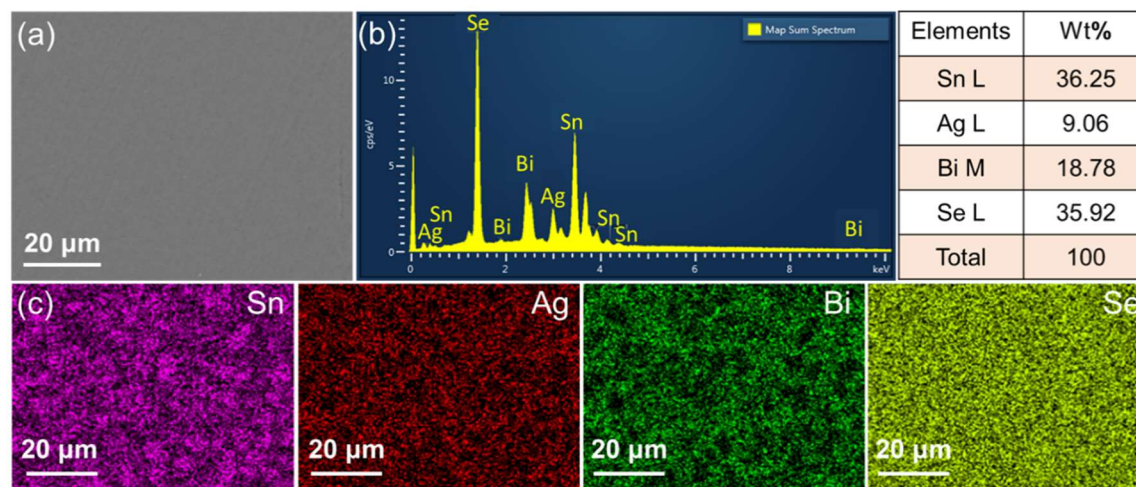 (a)
20 μm
(b)
Map Sum Spectrum
cps/eV
10
5
0
Se
Sn
Ag
Bi
Bi
Ag
Sn
Sn
Sn
Bi
0 2 4 6 8 keV
Elements Wt%
Sn L 36.25
Ag L 9.06
Bi M 18.78
Se L 35.92
Total 100
(c) Sn
20 μm
Ag
20 μm
Bi
20 μm
Se
20 μm